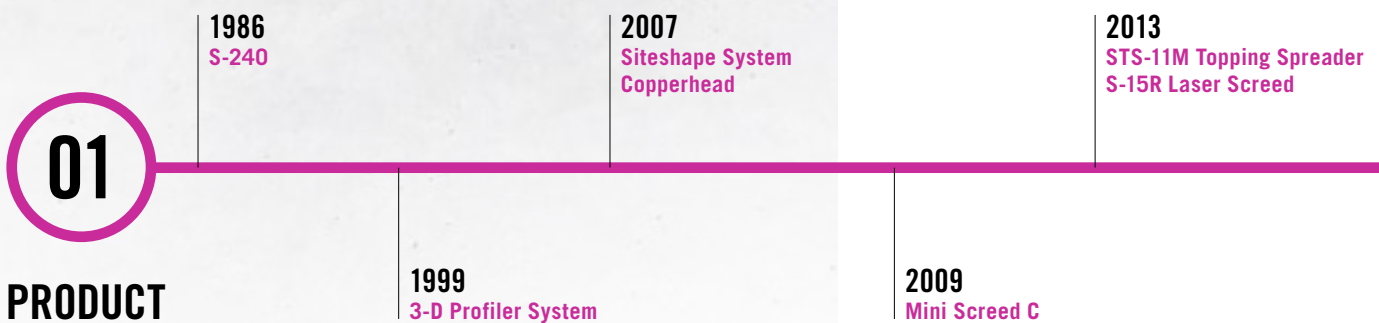 1986
S-240
2007
Siteshape System
Copperhead
2013
STS-11M Topping Spreader
S-15R Laser Screed
01
PRODUCT
1999
3-D Profiler System
2009
Mini Screed C